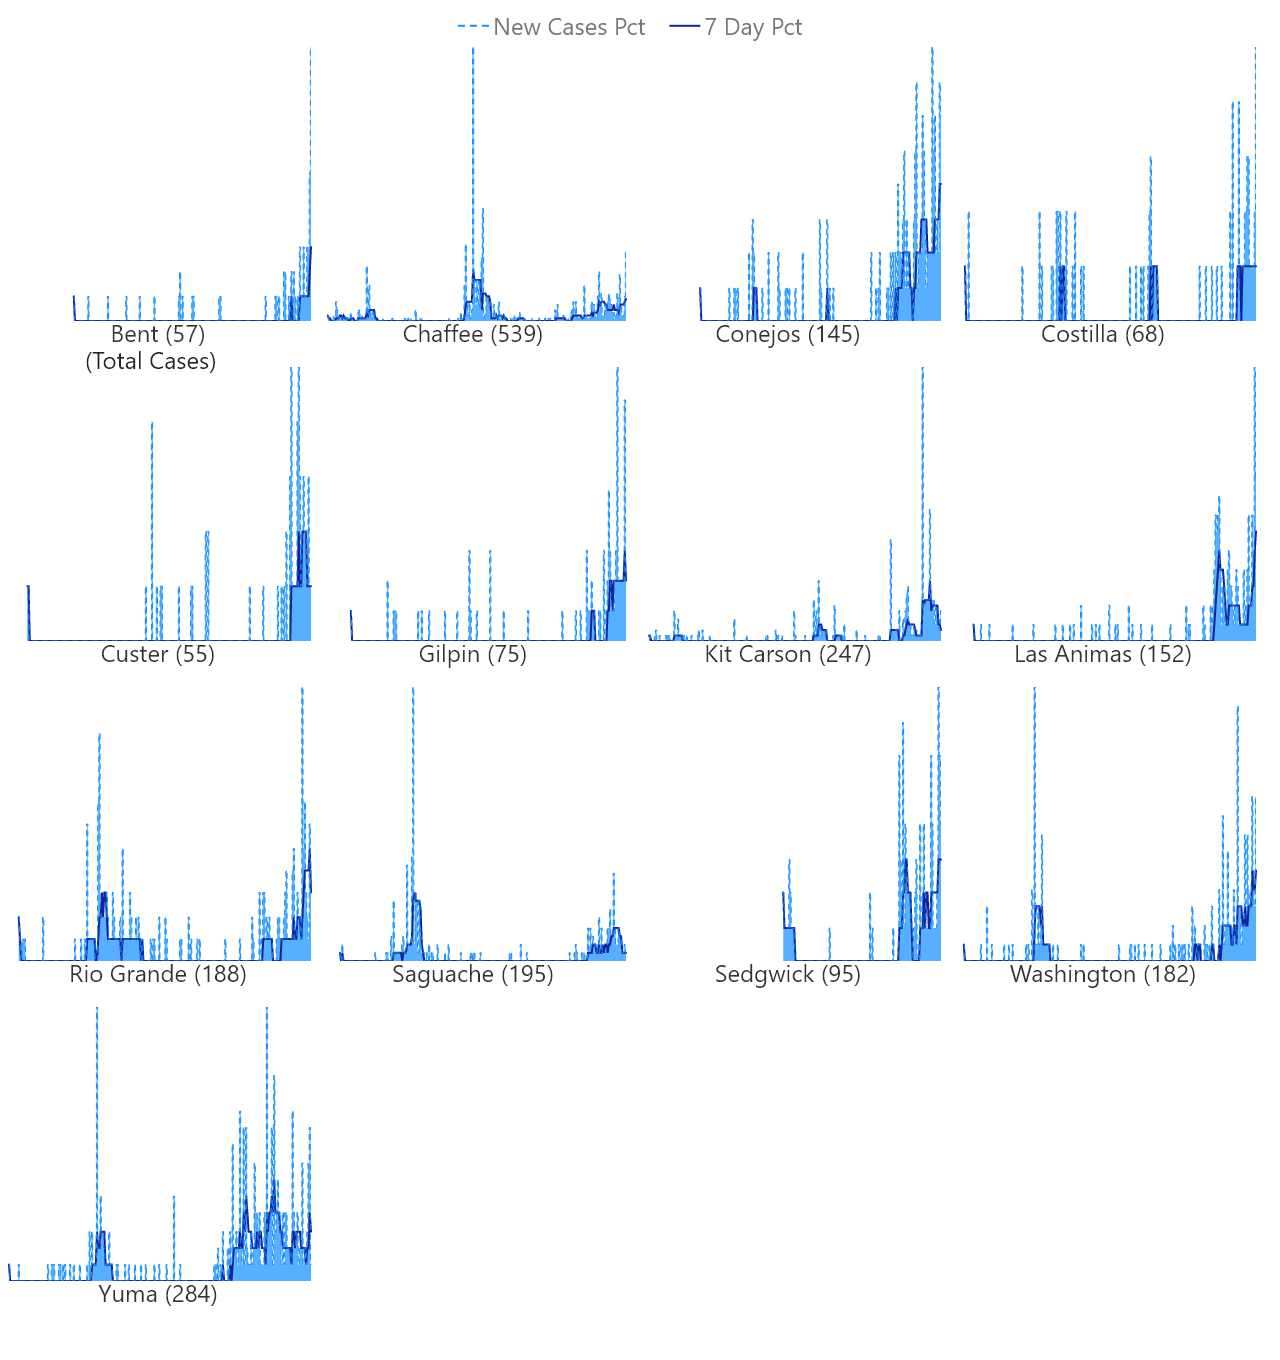 New Cases Pct 7 Day Pct
Bent (57) Chaffee (539) Conejos (145) Costilla (68)
(Total Cases)
Custer (55) Gilpin (75) Kit Carson (247) Las Animas (152)
Rio Grande (188) Saguache (195) Sedgwick (95) Washington (182)
Yuma (284)